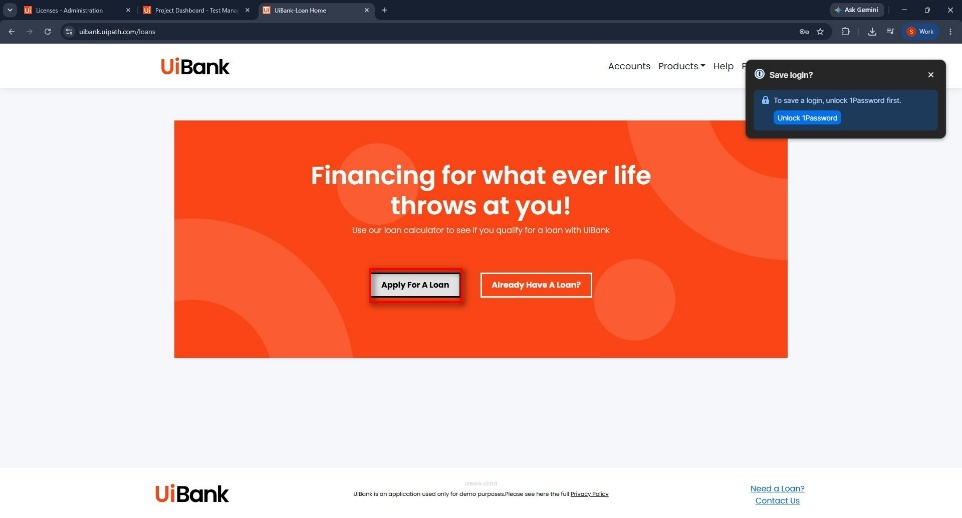 Licenses - Administration
Project Dashboard - Test Mana
UiBank-Loan Home
Ask Gemini
uibank.uipath.com/loans
S Work
UiBank
Accounts Products Help
Save login?
To save a login, unlock 1Password first.
Unlock 1Password
Financing for what ever life
throws at you!
Use our loan calculator to see if you qualify for a loan with UiBank
Apply For A Loan
Already Have A Loan?
UiBank
UiBank is an application used only for demo purposes.Please see here the full Privacy Policy
Need a Loan?
Contact Us